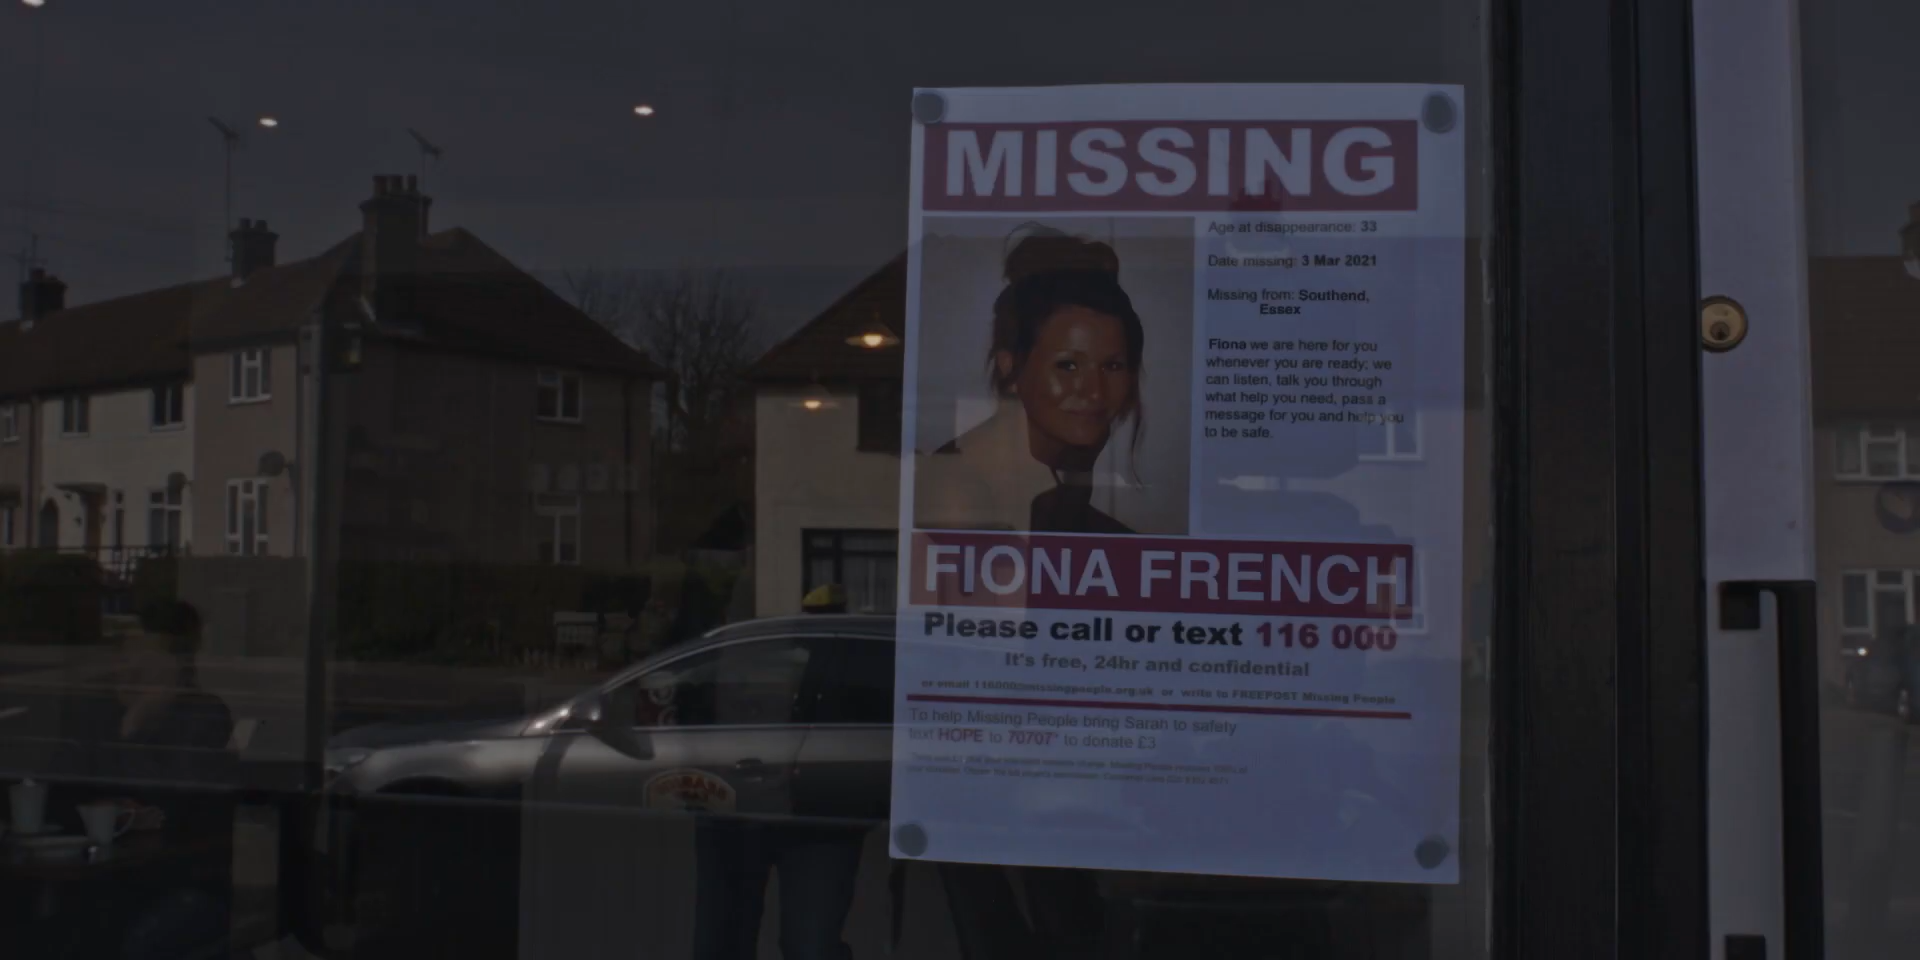 MISSING
Age at disappearance: 33
Date missing: 3 Mar 2021
Missing from: Southend,
Essex
Fiona we are here for you
whenever you are ready; we
can listen, talk you through
what help you need, pass a
message for you and help you
to be safe.
FIONA FRENCH
Please call or text 116 000
It's free, 24hr and confidential
or email 116000@missingpeople.org.uk or write to FREEPOST Missing People
To help Missing People bring Sarah to safety
text HOPE to 70707* to donate £3